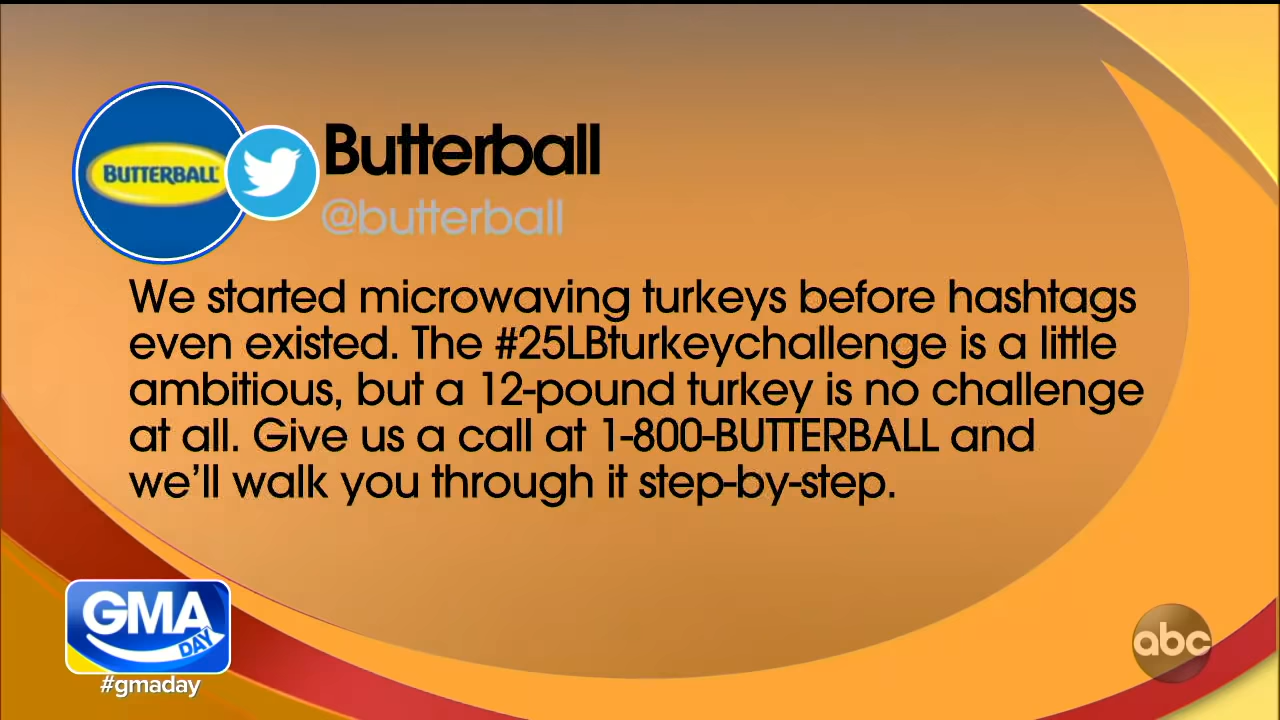 BUTTERBALL
Butterball
@butterball
We started microwaving turkeys before hashtags
even existed. The #25LBturkeychallenge is a little
ambitious, but a 12-pound turkey is no challenge
at all. Give us a call at 1-800-BUTTERBALL and
we'll walk you through it step-by-step.
GMA
DAY
#gmaday
abc